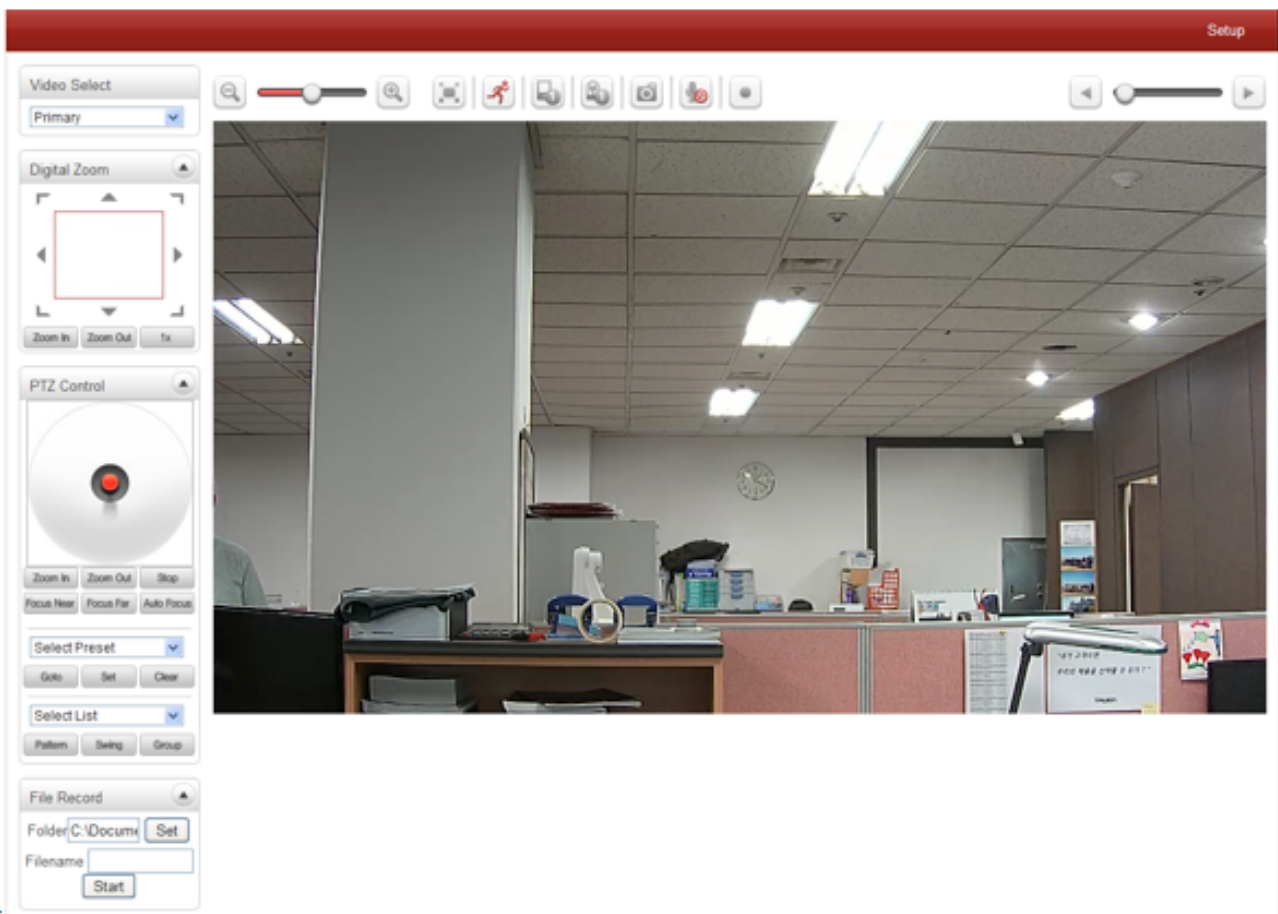 Setup
Video Select
Primary
Digital Zoom
Zoom In Zoom Out 1x
PTZ Control
Zoom In Zoom Out Stop
Focus Near Focus Far Auto Focus
Select Preset
Goto Set Clear
Select List
Pattern Swing Group
File Record
Folder C:\Docume Set
Filename
Start